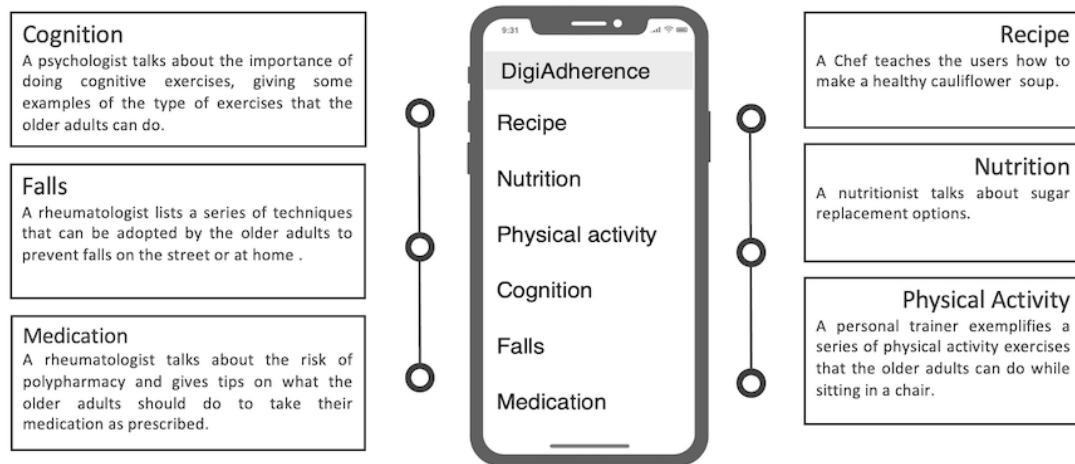 Cognition
A psychologist talks about the importance of
doing cognitive exercises, giving some
examples of the type of exercises that the
older adults can do.
Falls
A rheumatologist lists a series of techniques
that can be adopted by the older adults to
prevent falls on the street or at home .
Medication
A rheumatologist talks about the risk of
polypharmacy and gives tips on what the
older adults should do to take their
medication as prescribed.
9:31
DigiAdherence
Recipe
Nutrition
Physical activity
Cognition
Falls
Medication
Recipe
A Chef teaches the users how to
make a healthy cauliflower soup.
Nutrition
A nutritionist talks about sugar
replacement options.
Physical Activity
A personal trainer exemplifies a
series of physical activity exercises
that the older adults can do while
sitting in a chair.